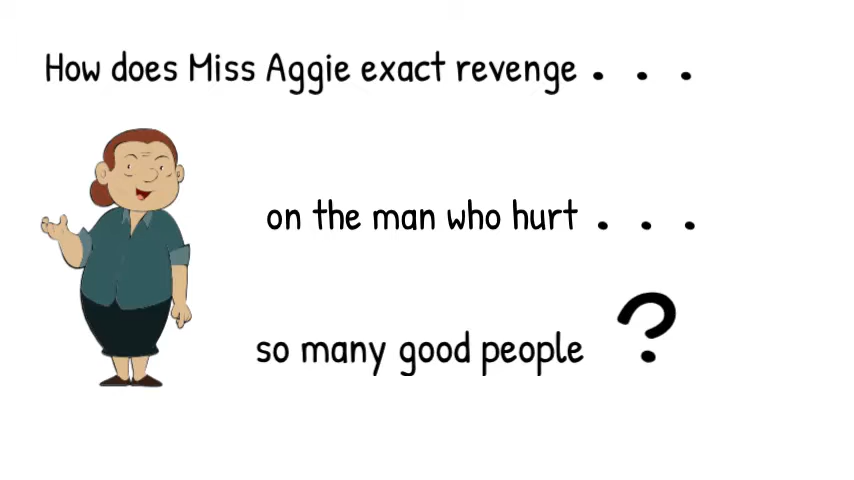 How does Miss Aggie exact revenge . . .
on the man who hurt . . .
so many good people ?